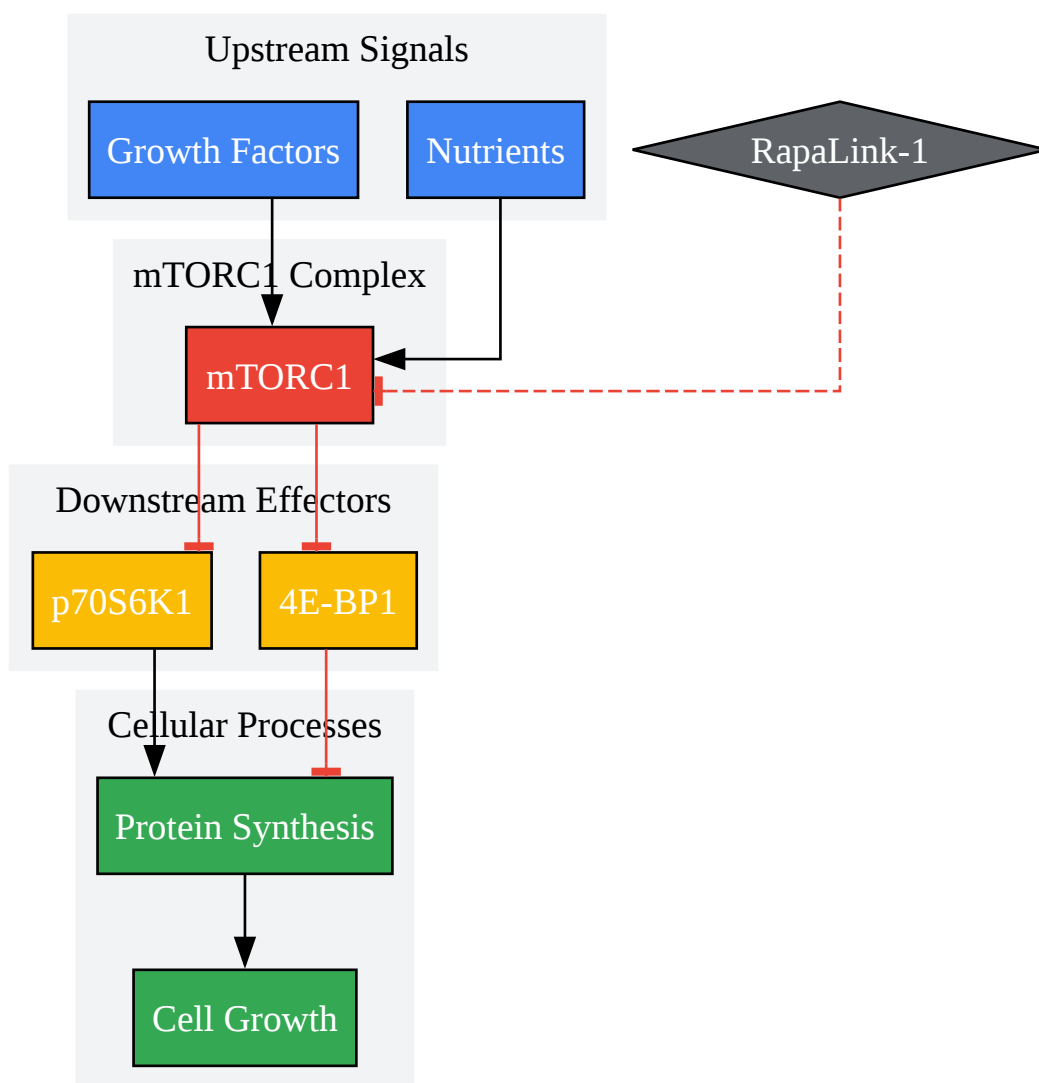 Upstream Signals
Growth Factors
Nutrients
RapaLink-1
mTORC1 Complex
mTORC1
Downstream Effectors
p70S6K1
4E-BP1
Cellular Processes
Protein Synthesis
Cell Growth